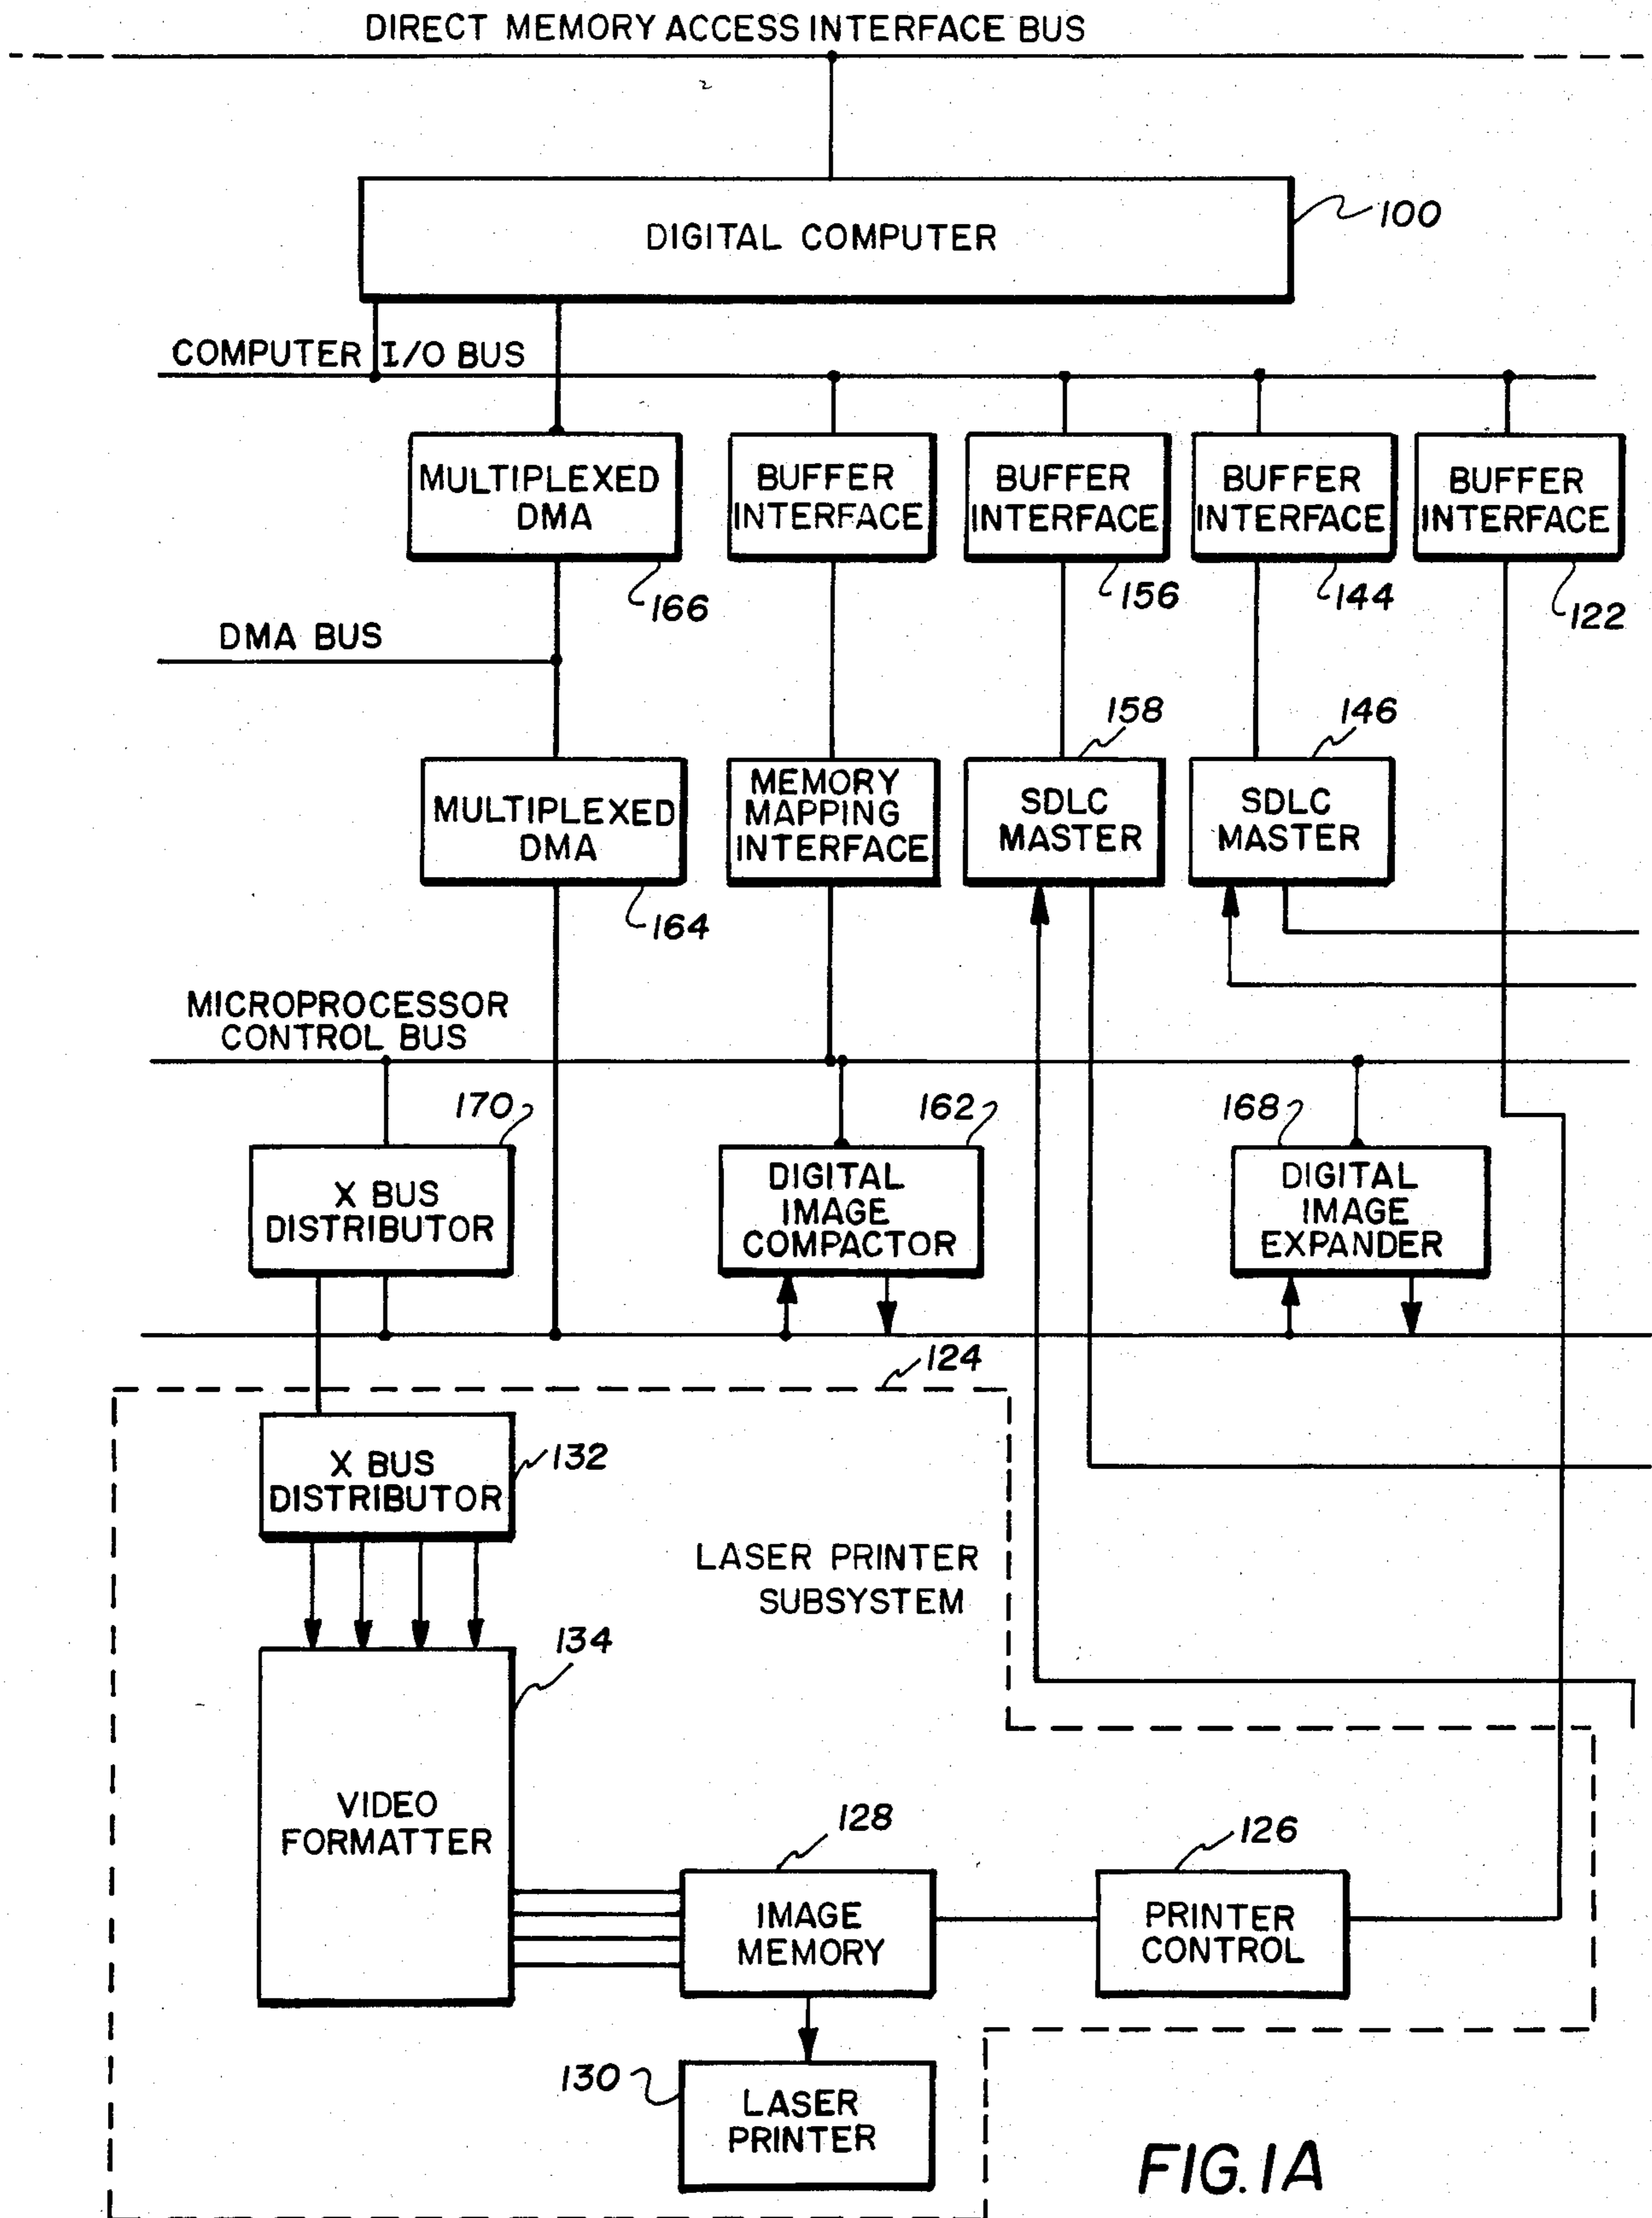 DIRECT MEMORY ACCESS INTERFACE BUS
DIGITAL COMPUTER
100
COMPUTER I/O BUS
MULTIPLEXED
DMA
166
BUFFER
INTERFACE
BUFFER
INTERFACE
156
BUFFER
INTERFACE
144
BUFFER
INTERFACE
122
DMA BUS
MULTIPLEXED
DMA
164
MEMORY
MAPPING
INTERFACE
158
SDLC
MASTER
146
SDLC
MASTER
MICROPROCESSOR
CONTROL BUS
170
X BUS
DISTRIBUTOR
162
DIGITAL
IMAGE
COMPACTOR
168
DIGITAL
IMAGE
EXPANDER
124
X BUS
DISTRIBUTOR
132
LASER PRINTER
SUBSYSTEM
134
VIDEO
FORMATTER
128
IMAGE
MEMORY
126
PRINTER
CONTROL
130
LASER
PRINTER
FIG. 1A